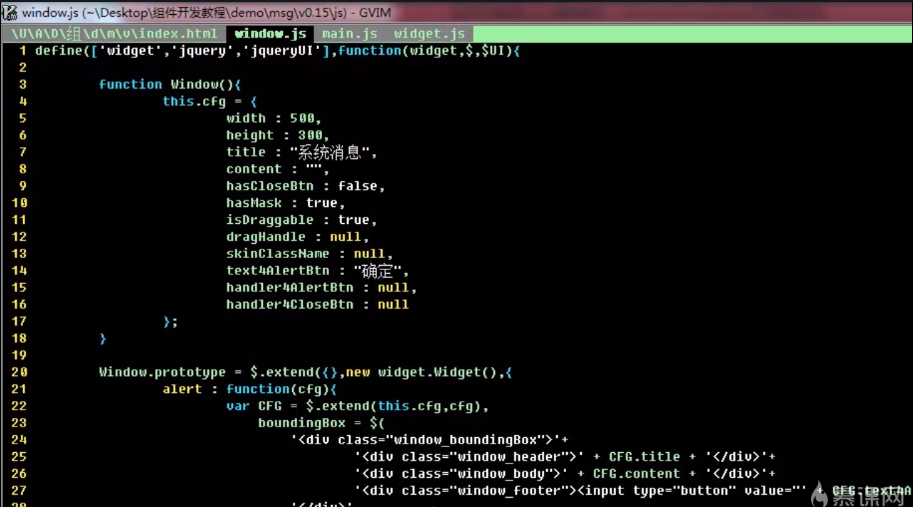 window.js (~\Desktop\组件开发教程\demo\msg\v0.15\js) - GVIM
\U\A\D\组\d\m\v\index.html window.js main.js widget.js
1 define(['widget','jquery','jqueryUI'],function(widget,$,$UI){
2
3 function Window(){
4 this.cfg = {
5 width : 500,
6 height : 300,
7 title : "系统消息",
8 content : "",
9 hasCloseBtn : false,
10 hasMask : true,
11 isDraggable : true,
12 dragHandle : null,
13 skinClassName : null,
14 text4AlertBtn : "确定",
15 handler4AlertBtn : null,
16 handler4CloseBtn : null
17 };
18 }
19
20 Window.prototype = $.extend({},new widget.Widget(),{
21 alert : function(cfg){
22 var CFG = $.extend(this.cfg,cfg),
23 boundingBox = $(
24 '<div class="window_boundingBox">'+
25 '<div class="window_header">' + CFG.title + '</div>'+
26 '<div class="window_body">' + CFG.content + '</div>'+
27 '<div class="window_footer"><input type="button" value="' + CFG.text4A
28 '</div>'
慕课网